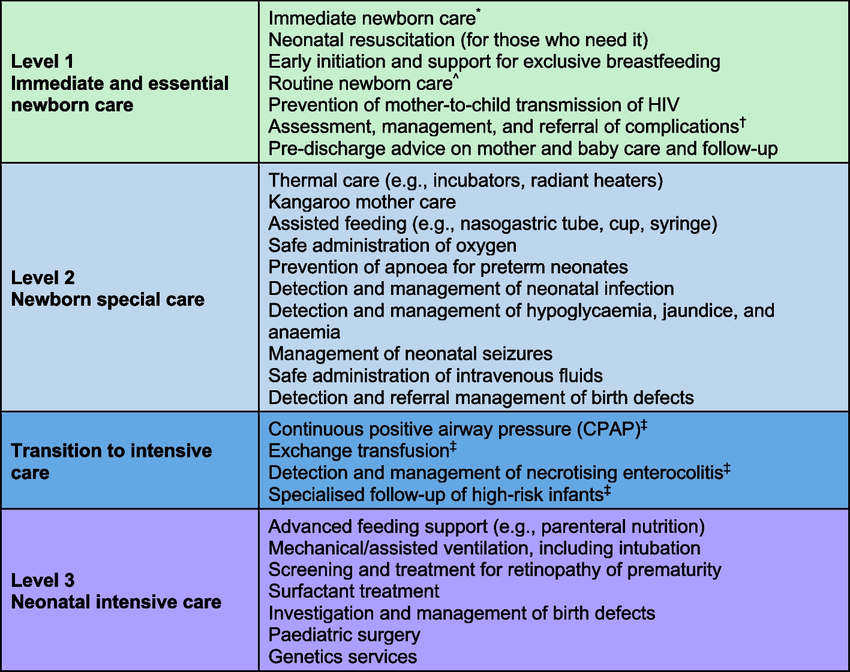 Level 1
Immediate and essential
newborn care
Immediate newborn care*
Neonatal resuscitation (for those who need it)
Early initiation and support for exclusive breastfeeding
Routine newborn care^
Prevention of mother-to-child transmission of HIV
Assessment, management, and referral of complications†
Pre-discharge advice on mother and baby care and follow-up
Level 2
Newborn special care
Thermal care (e.g., incubators, radiant heaters)
Kangaroo mother care
Assisted feeding (e.g., nasogastric tube, cup, syringe)
Safe administration of oxygen
Prevention of apnoea for preterm neonates
Detection and management of neonatal infection
Detection and management of hypoglycaemia, jaundice, and
anaemia
Management of neonatal seizures
Safe administration of intravenous fluids
Detection and referral management of birth defects
Transition to intensive
care
Continuous positive airway pressure (CPAP)‡
Exchange transfusion‡
Detection and management of necrotising enterocolitis‡
Specialised follow-up of high-risk infants‡
Level 3
Neonatal intensive care
Advanced feeding support (e.g., parenteral nutrition)
Mechanical/assisted ventilation, including intubation
Screening and treatment for retinopathy of prematurity
Surfactant treatment
Investigation and management of birth defects
Paediatric surgery
Genetics services